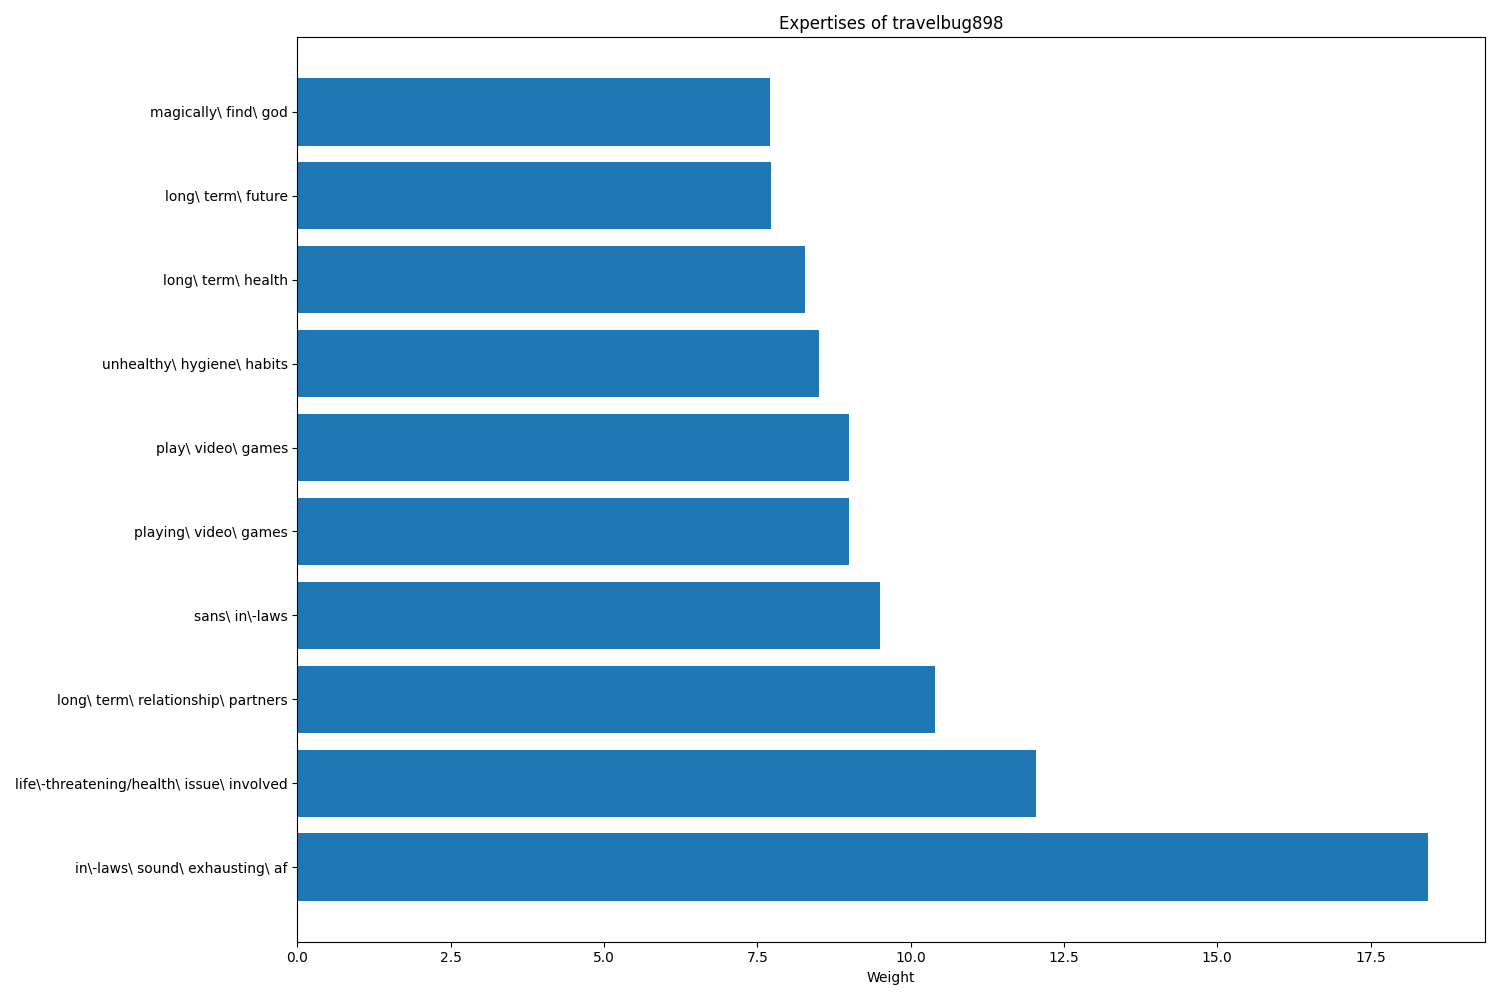 Expertises of travelbug898
magically\ find\ god
long\ term\ future
long\ term\ health
unhealthy\ hygiene\ habits
play\ video\ games
playing\ video\ games
sans\ in\-laws
long\ term\ relationship\ partners
life\-threatening/health\ issue\ involved
in\-laws\ sound\ exhausting\ af
0.0 2.5 5.0 7.5 10.0 12.5 15.0 17.5
Weight